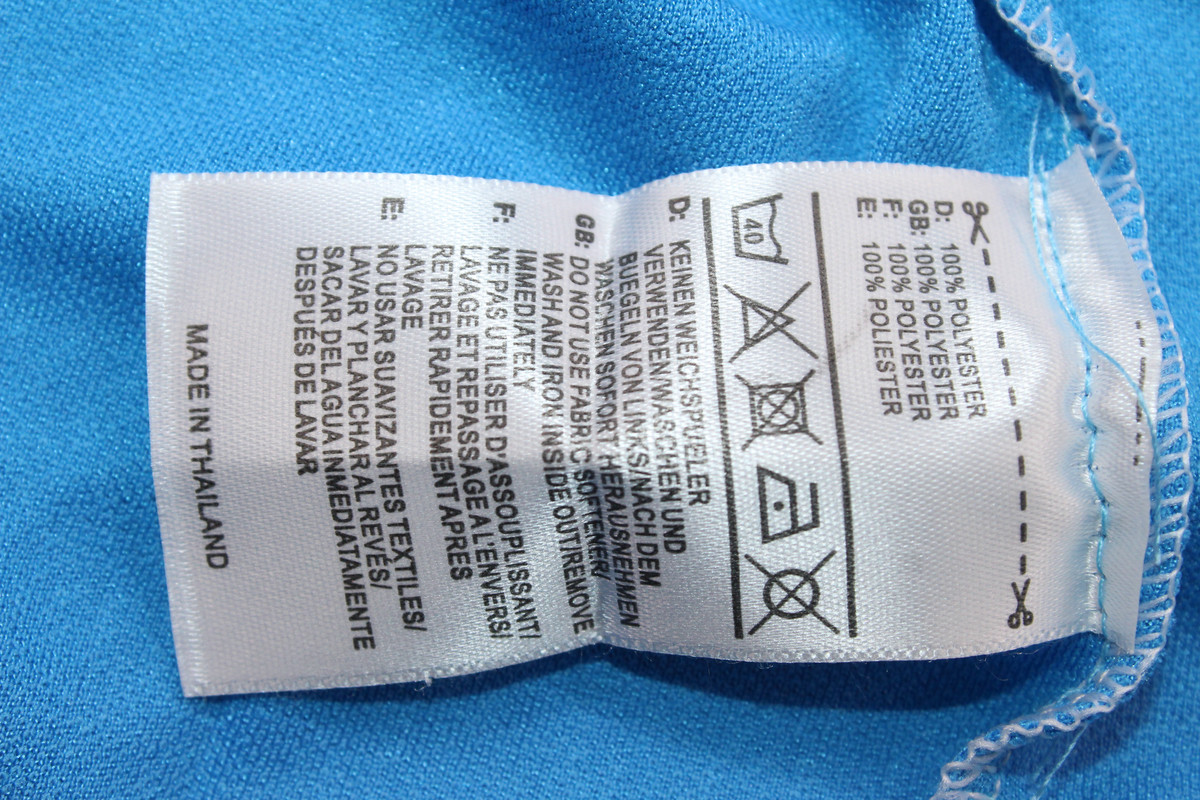 D: 100% POLYESTER
GB: 100% POLYESTER
F: 100% POLYESTER
E: 100% POLIESTER
40
D: KEINEN WEICHSPUELER
VERWENDEN/WASCHEN UND
BUEGELN VON LINKS/NACH DEM
WASCHEN SOFORT HERAUSNEHMEN
GB: DO NOT USE FABRIC SOFTENER/
WASH AND IRON INSIDE OUT/REMOVE
IMMEDIATELY
F: NE PAS UTILISER D'ASSOUPLISSANT/
LAVAGE ET REPASSAGE A L'ENVERS/
RETIRER RAPIDEMENT APRES
LAVAGE
E: NO USAR SUAVIZANTES TEXTILES/
LAVAR Y PLANCHAR AL REVÉS/
SACAR DEL AGUA INMEDIATAMENTE
DESPUÉS DE LAVAR
MADE IN THAILAND